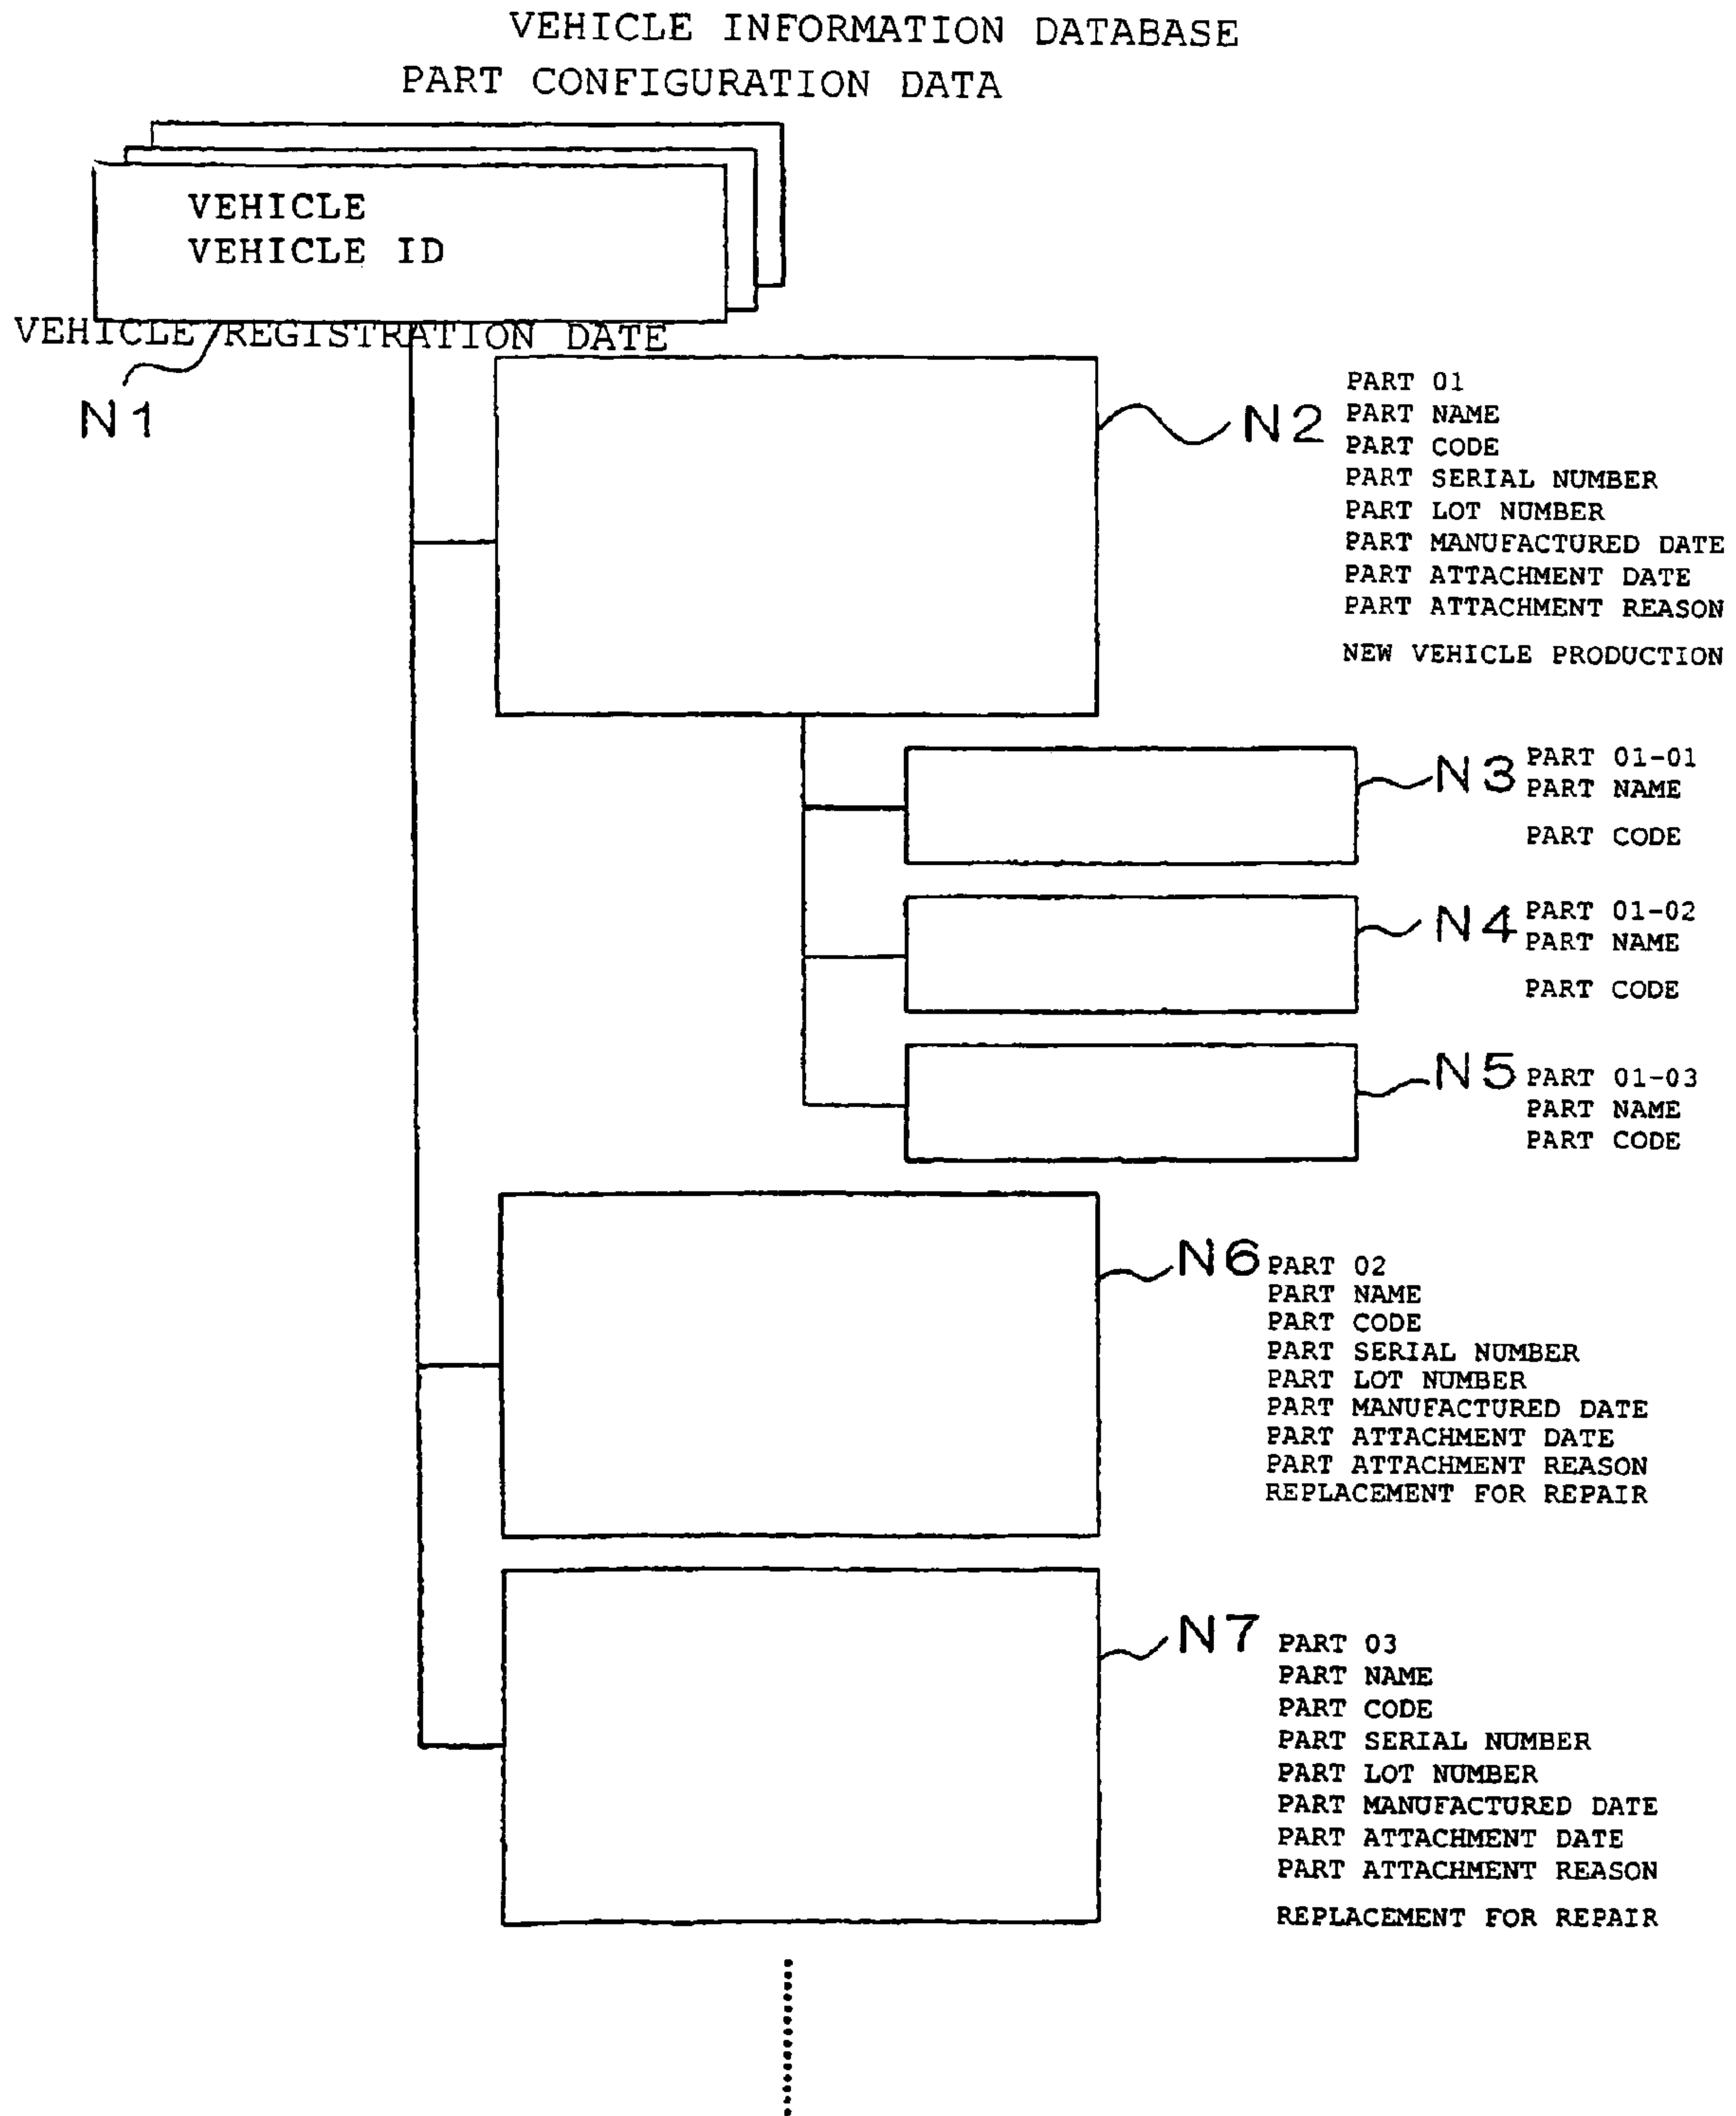 VEHICLE INFORMATION DATABASE
PART CONFIGURATION DATA
VEHICLE
VEHICLE ID
VEHICLE REGISTRATION DATE
N1
N2
PART 01
PART NAME
PART CODE
PART SERIAL NUMBER
PART LOT NUMBER
PART MANUFACTURED DATE
PART ATTACHMENT DATE
PART ATTACHMENT REASON
NEW VEHICLE PRODUCTION
N3
PART 01-01
PART NAME
PART CODE
N4
PART 01-02
PART NAME
PART CODE
N5
PART 01-03
PART NAME
PART CODE
N6
PART 02
PART NAME
PART CODE
PART SERIAL NUMBER
PART LOT NUMBER
PART MANUFACTURED DATE
PART ATTACHMENT DATE
PART ATTACHMENT REASON
REPLACEMENT FOR REPAIR
N7
PART 03
PART NAME
PART CODE
PART SERIAL NUMBER
PART LOT NUMBER
PART MANUFACTURED DATE
PART ATTACHMENT DATE
PART ATTACHMENT REASON
REPLACEMENT FOR REPAIR